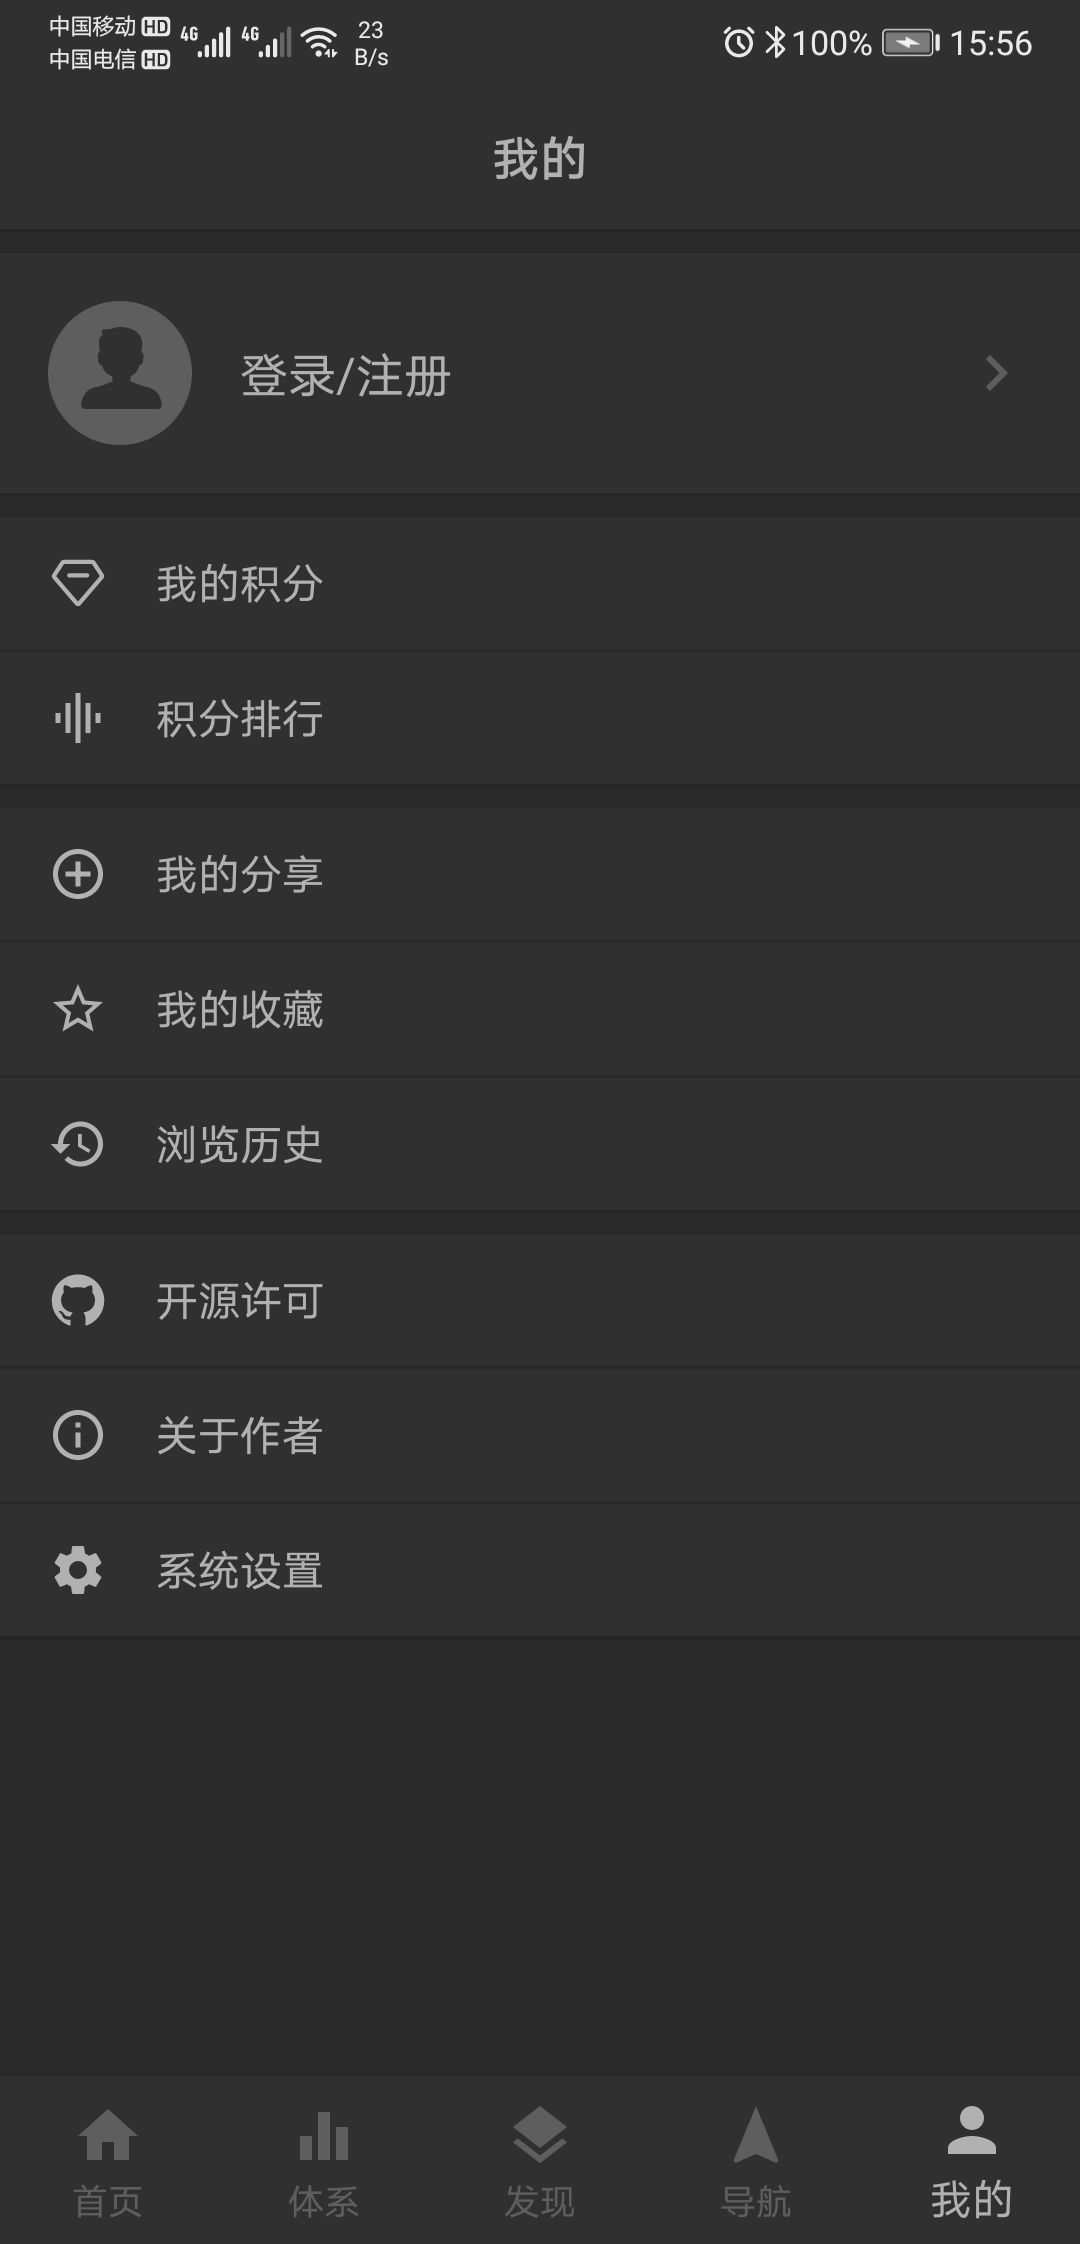 中国移动 HD 4G 4G 23
中国电信 HD B/s
100% 15:56
我的
登录/注册
我的积分
积分排行
我的分享
我的收藏
浏览历史
开源许可
关于作者
系统设置
首页 体系 发现 导航 我的